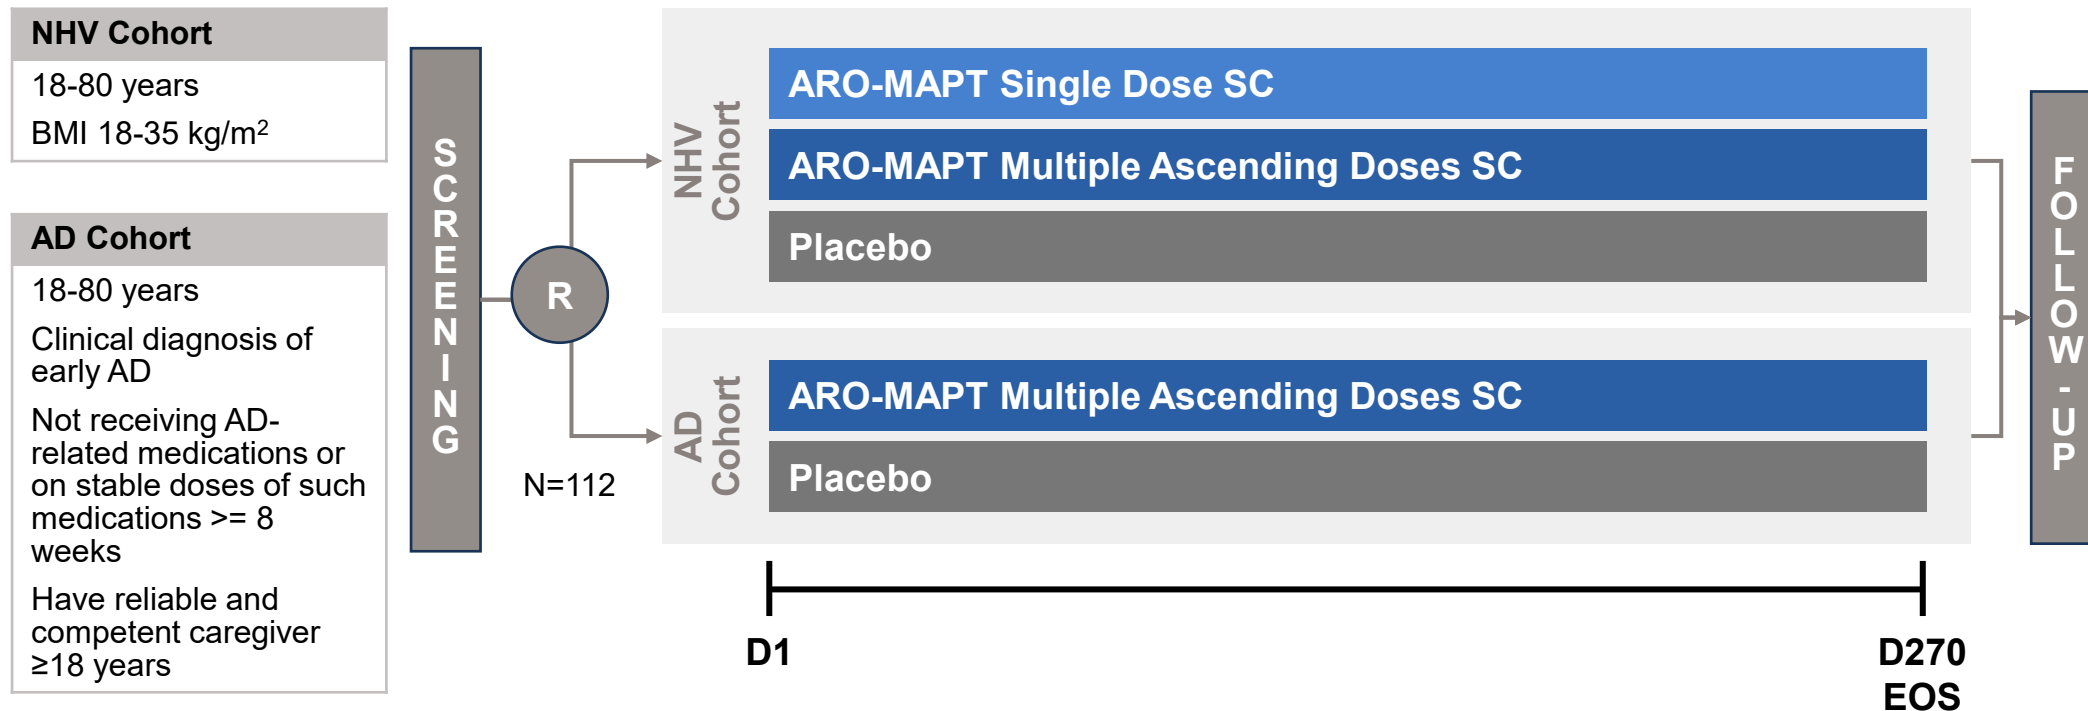 NHV Cohort
18-80 years
BMI 18-35 kg/m²
AD Cohort
18-80 years
Clinical diagnosis of
early AD
Not receiving AD-
related medications or
on stable doses of such
medications >= 8
weeks
Have reliable and
competent caregiver
≥18 years
SCREENING
R
N=112
NHV
Cohort
ARO-MAPT Single Dose SC
ARO-MAPT Multiple Ascending Doses SC
Placebo
AD
Cohort
ARO-MAPT Multiple Ascending Doses SC
Placebo
D1
D270
EOS
FOLLOW-UP